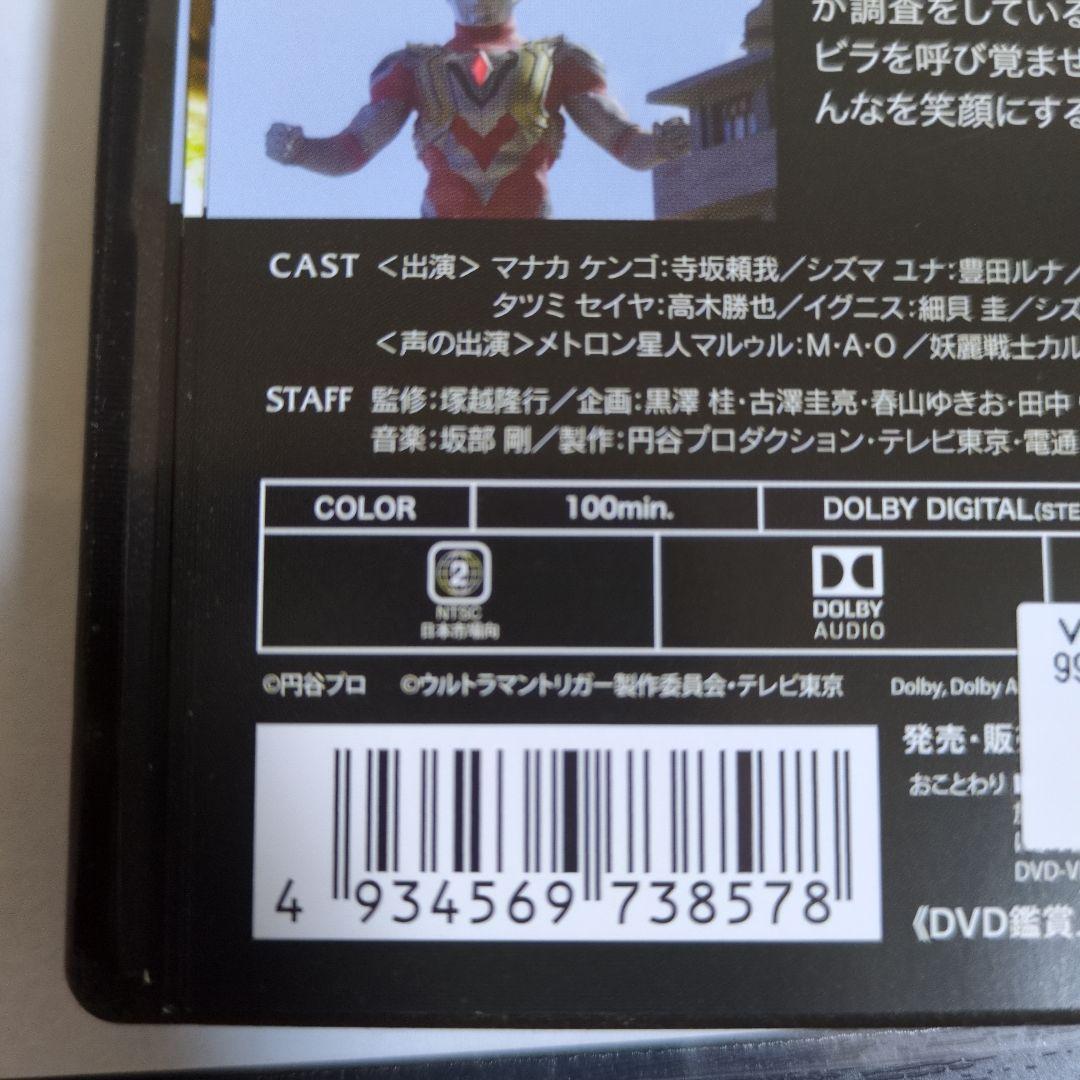 が調査をしている
ビラを呼び覚ませ
んなを笑顔にする
CAST <出演> マナカ ケンゴ:寺坂頼我/シズマ ユナ:豊田ルナ/
タツミ セイヤ:高木勝也/イグニス:細貝 圭/シズ
<声の出演>メトロン星人マルゥル:M・A・O/妖麗戦士カル
STAFF 監修:塚越隆行/企画:黒澤 桂・古澤圭亮・春山ゆきお・田中
音楽:坂部 剛/製作:円谷プロダクション・テレビ東京・電通
COLOR 100min. DOLBY DIGITAL(STE
2
NTSC
日本市場向
DOLBY
AUDIO
©円谷プロ ©ウルトラマントリガー製作委員会・テレビ東京 Dolby, Dolby A
99
発売・販売
おことわり
DVD-V
4 934569 738578
《DVD鑑賞